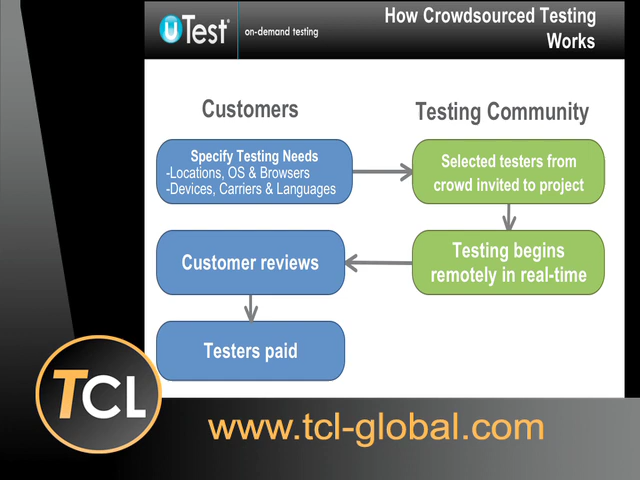 uTest® on-demand testing
How Crowdsourced Testing
Works
Customers
Testing Community
Specify Testing Needs
-Locations, OS & Browsers
-Devices, Carriers & Languages
Selected testers from
crowd invited to project
Customer reviews
Testing begins
remotely in real-time
Testers paid
TCL
www.tcl-global.com